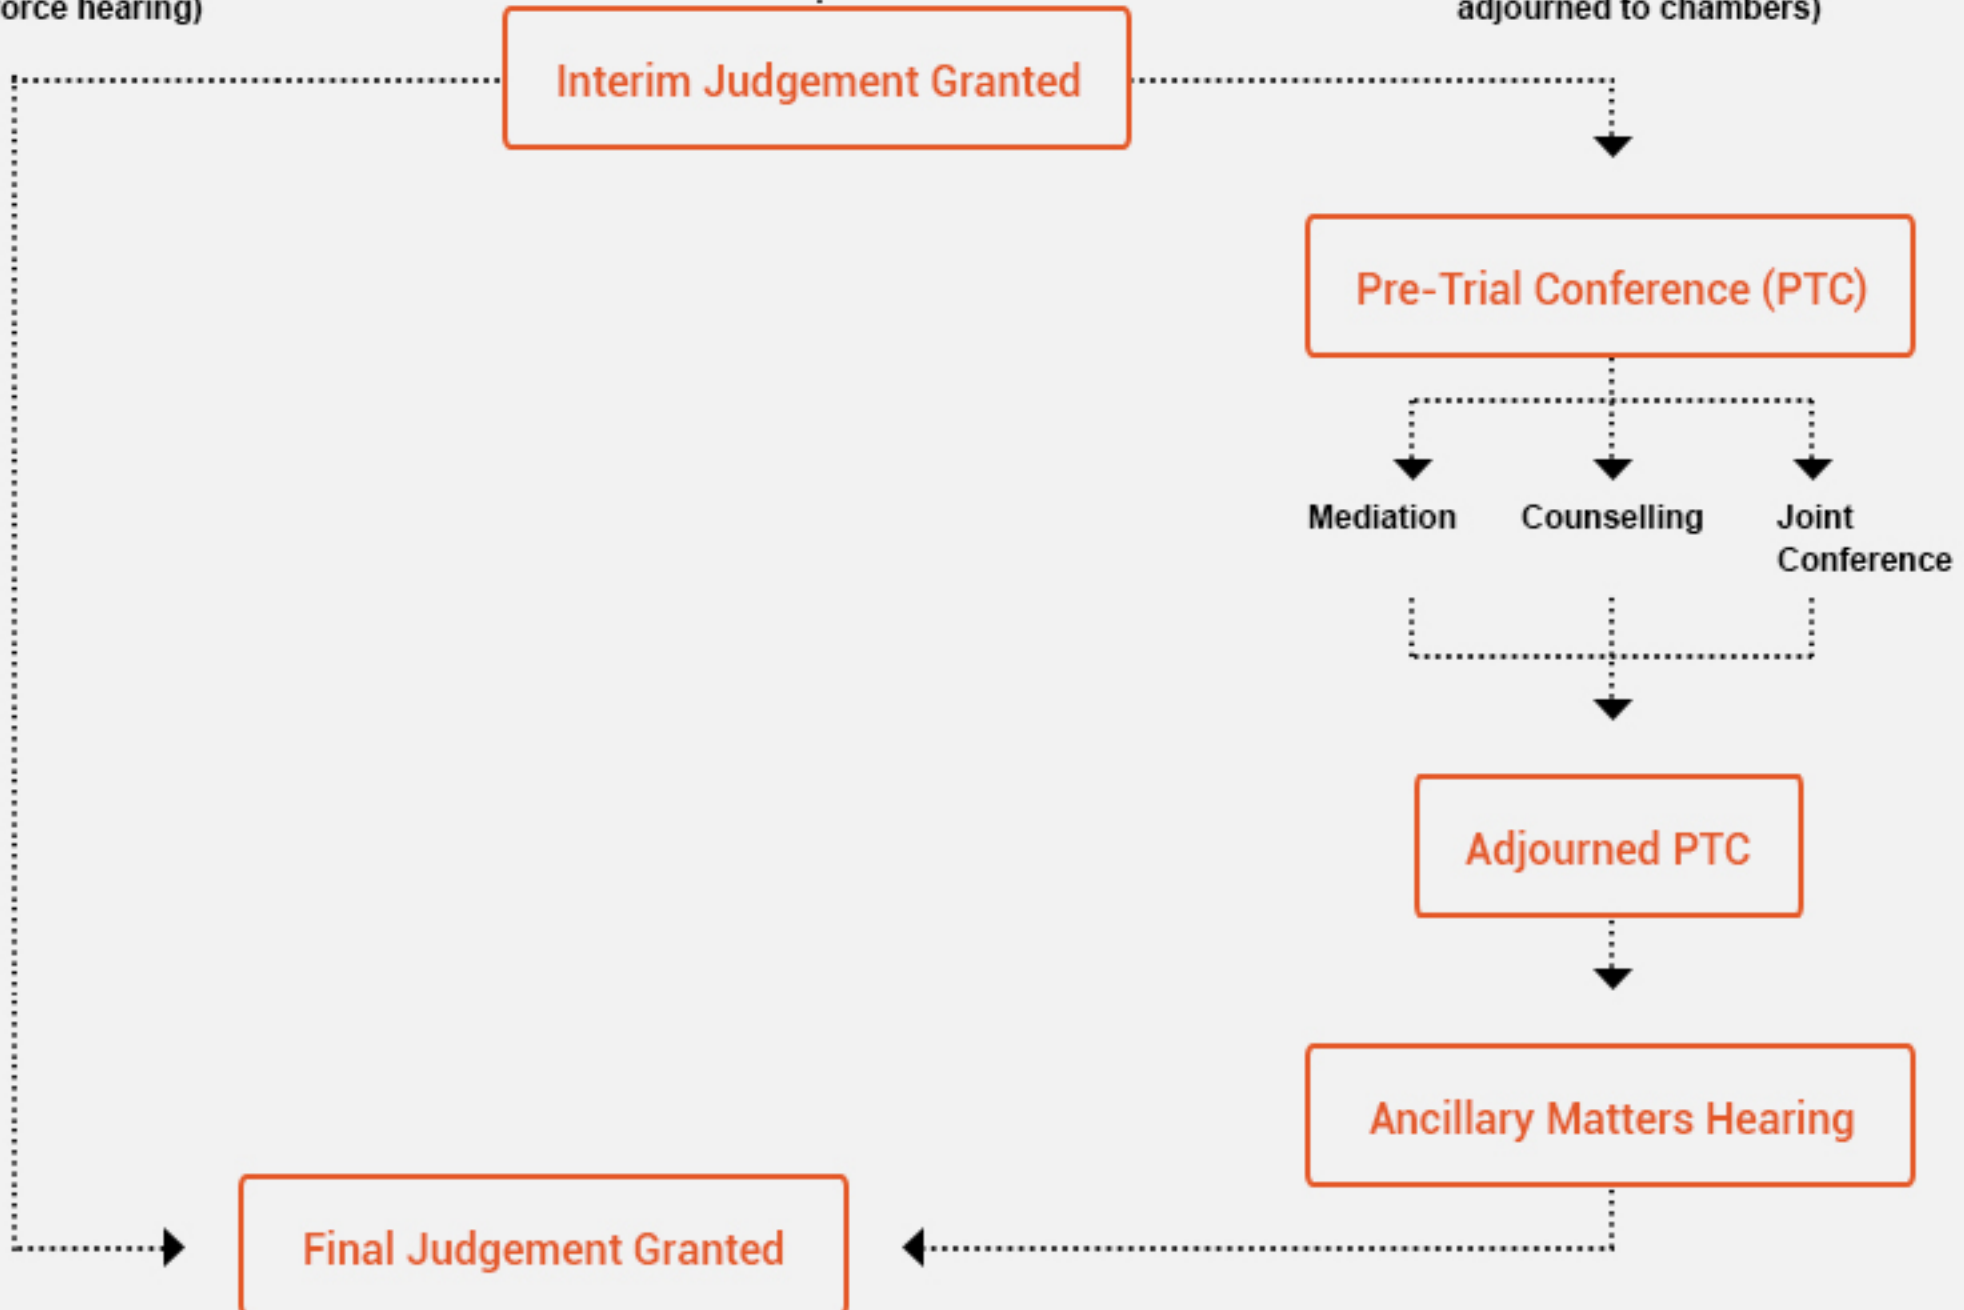 hearing)
adjourned to chambers)
Interim Judgement Granted
Pre-Trial Conference (PTC)
Mediation
Counselling
Joint
Conference
Adjourned PTC
Ancillary Matters Hearing
Final Judgement Granted